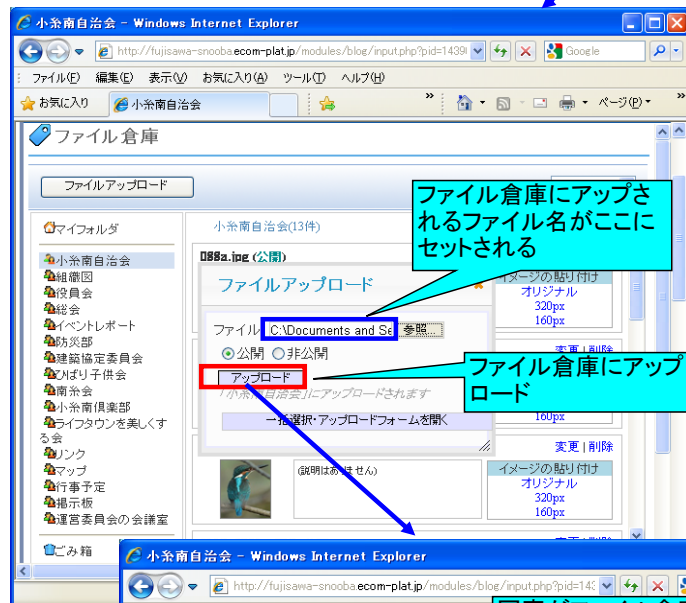 小糸南自治会 - Windows Internet Explorer
http://fujisawa-snooba.ecom-plat.jp/modules/blog/input.php?pid=1439
Google
ファイル(F) 編集(E) 表示(V) お気に入り(A) ツール(T) ヘルプ(H)
お気に入り 小糸南自治会 » ページ(P) »
ファイル倉庫
ファイルアップロード
ファイル倉庫にアップさ
れるファイル名がここに
セットされる
マイフォルダ
小糸南自治会(13件)
小糸南自治会
組織図
役員会
総会
イベントレポート
防災部
建築協定委員会
子供会
南糸会
小糸南倶楽部
ライフタウンを美しくす
る会
リンク
マップ
行事予定
掲示板
運営委員会の会議室
ごみ箱
088a.jpg (公開)
ファイルアップロード
ファイル C:\Documents and Se 参照...
公開 非公開
アップロード
「小糸南自治会」にアップロードされます
一括選択・アップロードフォームを開く
イメージの貼り付け
オリジナル
320px
160px
変更 | 削除
ファイル倉庫にアップ
ロード
160px
変更 | 削除
(説明はありません)
イメージの貼り付け
オリジナル
320px
160px
小糸南自治会 - Windows Internet Explorer
http://fujisawa-snooba.ecom-plat.jp/modules/blog/input.php?pid=143